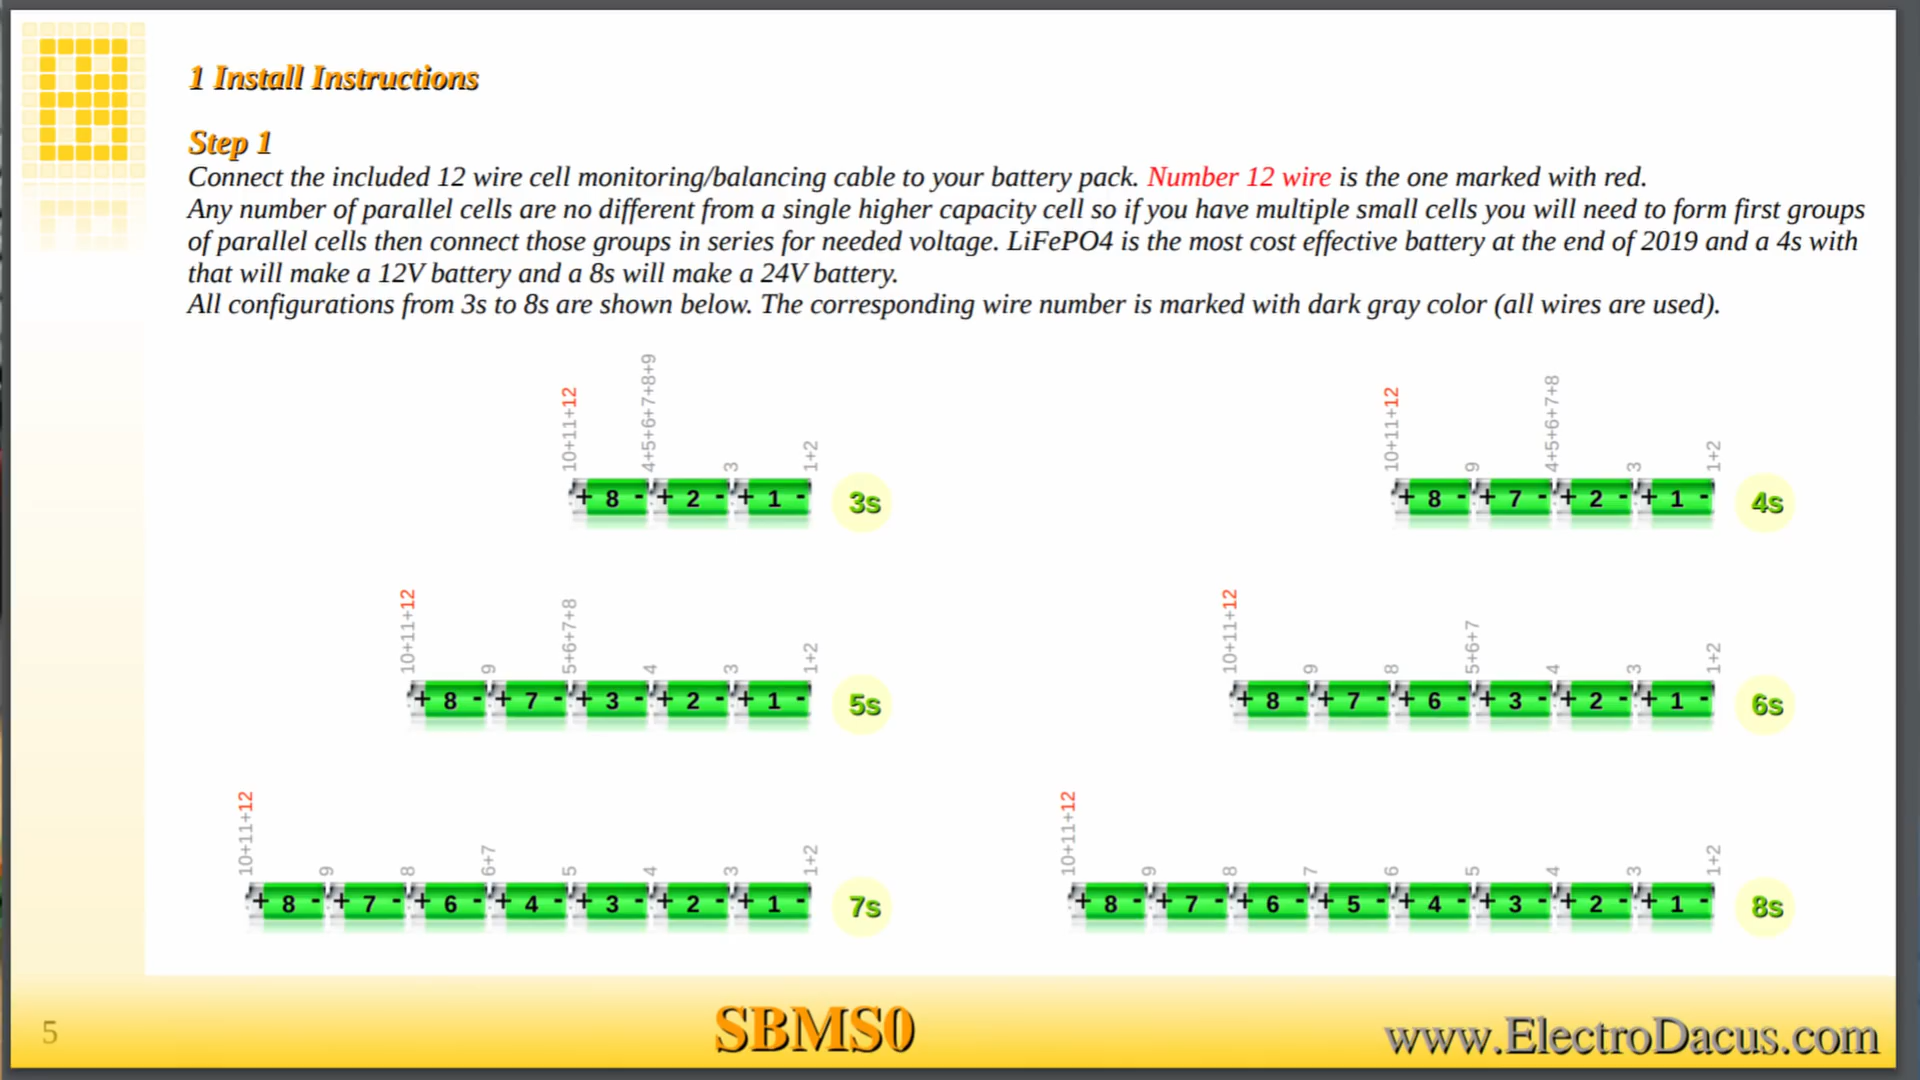 1 Install Instructions
Step 1
Connect the included 12 wire cell monitoring/balancing cable to your battery pack. Number 12 wire is the one marked with red.
Any number of parallel cells are no different from a single higher capacity cell so if you have multiple small cells you will need to form first groups
of parallel cells then connect those groups in series for needed voltage. LiFePO4 is the most cost effective battery at the end of 2019 and a 4s with
that will make a 12V battery and a 8s will make a 24V battery.
All configurations from 3s to 8s are shown below. The corresponding wire number is marked with dark gray color (all wires are used).
10+11+12 4+5+6+7+8+9 3 1+2
+ 8 - + 2 - + 1 - 3s
10+11+12 9 4+5+6+7+8 3 1+2
+ 8 - + 7 - + 2 - + 1 - 4s
10+11+12 9 5+6+7+8 4 3 1+2
+ 8 - + 7 - + 3 - + 2 - + 1 - 5s
10+11+12 9 8 5+6+7 4 3 1+2
+ 8 - + 7 - + 6 - + 3 - + 2 - + 1 - 6s
10+11+12 9 8 6+7 5 4 3 1+2
+ 8 - + 7 - + 6 - + 4 - + 3 - + 2 - + 1 - 7s
10+11+12 9 8 7 6 5 4 3 1+2
+ 8 - + 7 - + 6 - + 5 - + 4 - + 3 - + 2 - + 1 - 8s
5
SBMS0
www.ElectroDacus.com